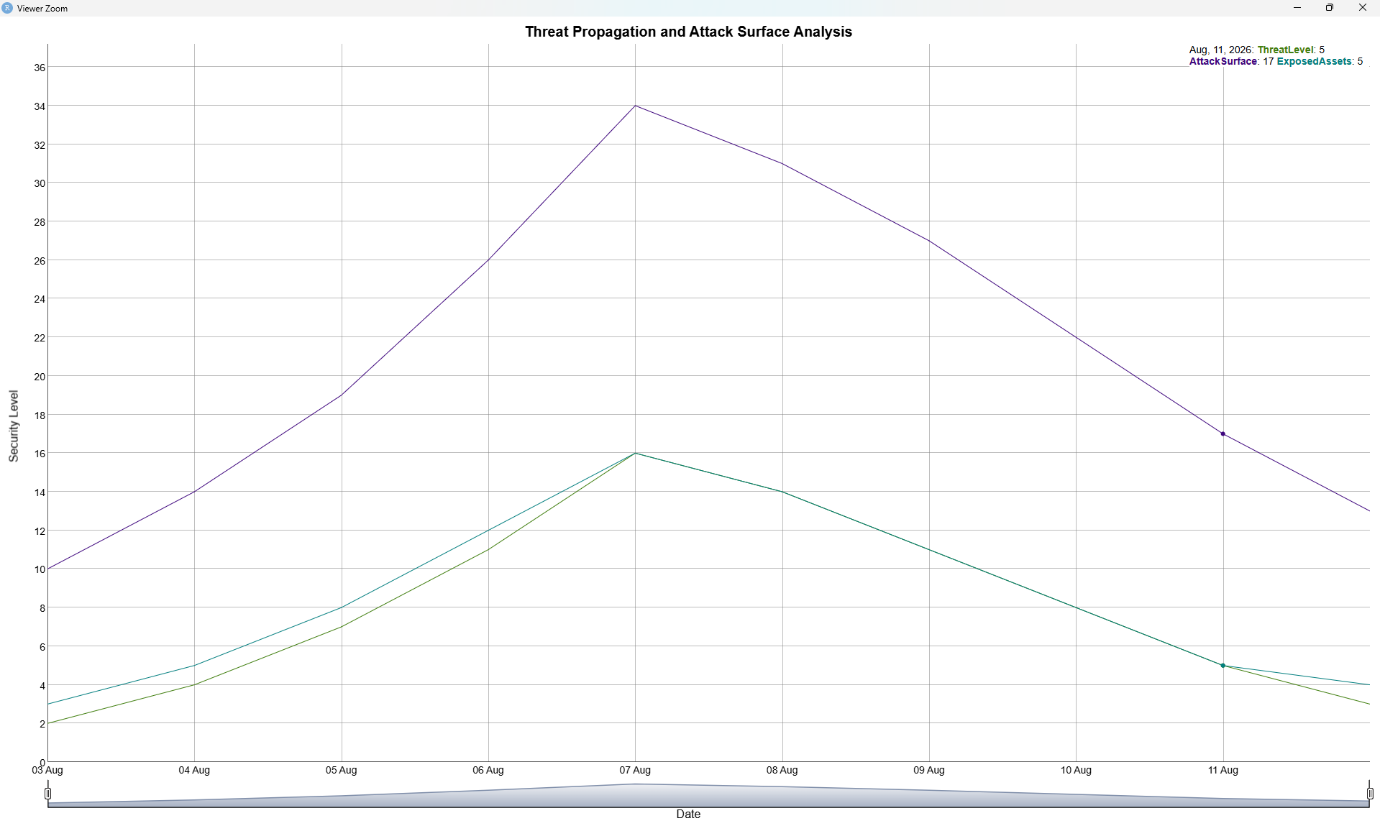 Viewer Zoom
Threat Propagation and Attack Surface Analysis
Aug, 11, 2026: ThreatLevel: 5
AttackSurface: 17 ExposedAssets: 5
36
34
32
30
28
26
24
22
20
18
16
14
12
10
8
6
4
2
0
Security Level
03 Aug 04 Aug 05 Aug 06 Aug 07 Aug 08 Aug 09 Aug 10 Aug 11 Aug
Date